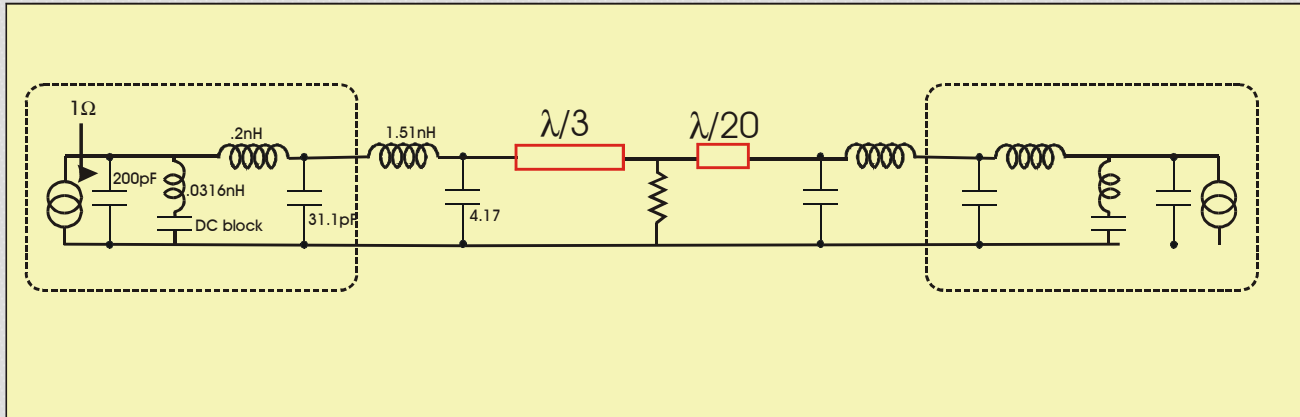 1Ω
.2nH
1.51nH
λ/3
λ/20
200pF
.0316nH
DC block
31.1pF
4.17